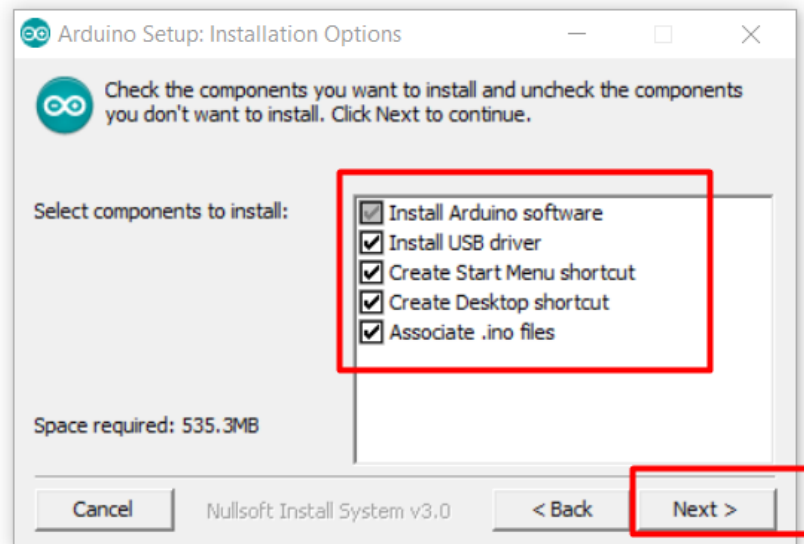 Arduino Setup: Installation Options
Check the components you want to install and uncheck the components
you don't want to install. Click Next to continue.
Select components to install:
Install Arduino software
Install USB driver
Create Start Menu shortcut
Create Desktop shortcut
Associate .ino files
Space required: 535.3MB
Cancel
Nullsoft Install System v3.0
< Back
Next >